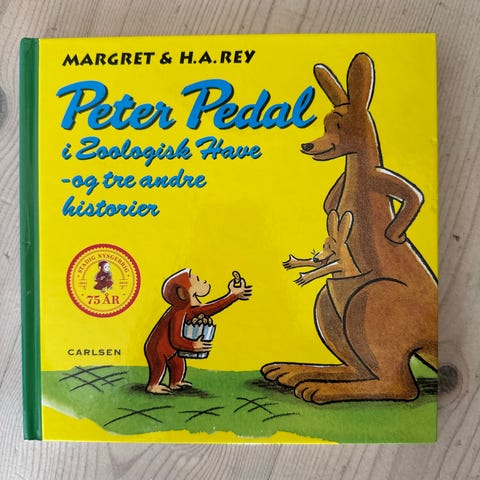 MARGRET & H.A.REY
Peter Pedal
i Zoologisk Have
-og tre andre
historier
STADIG NYSGERRIG
75 ÅR
CARLSEN